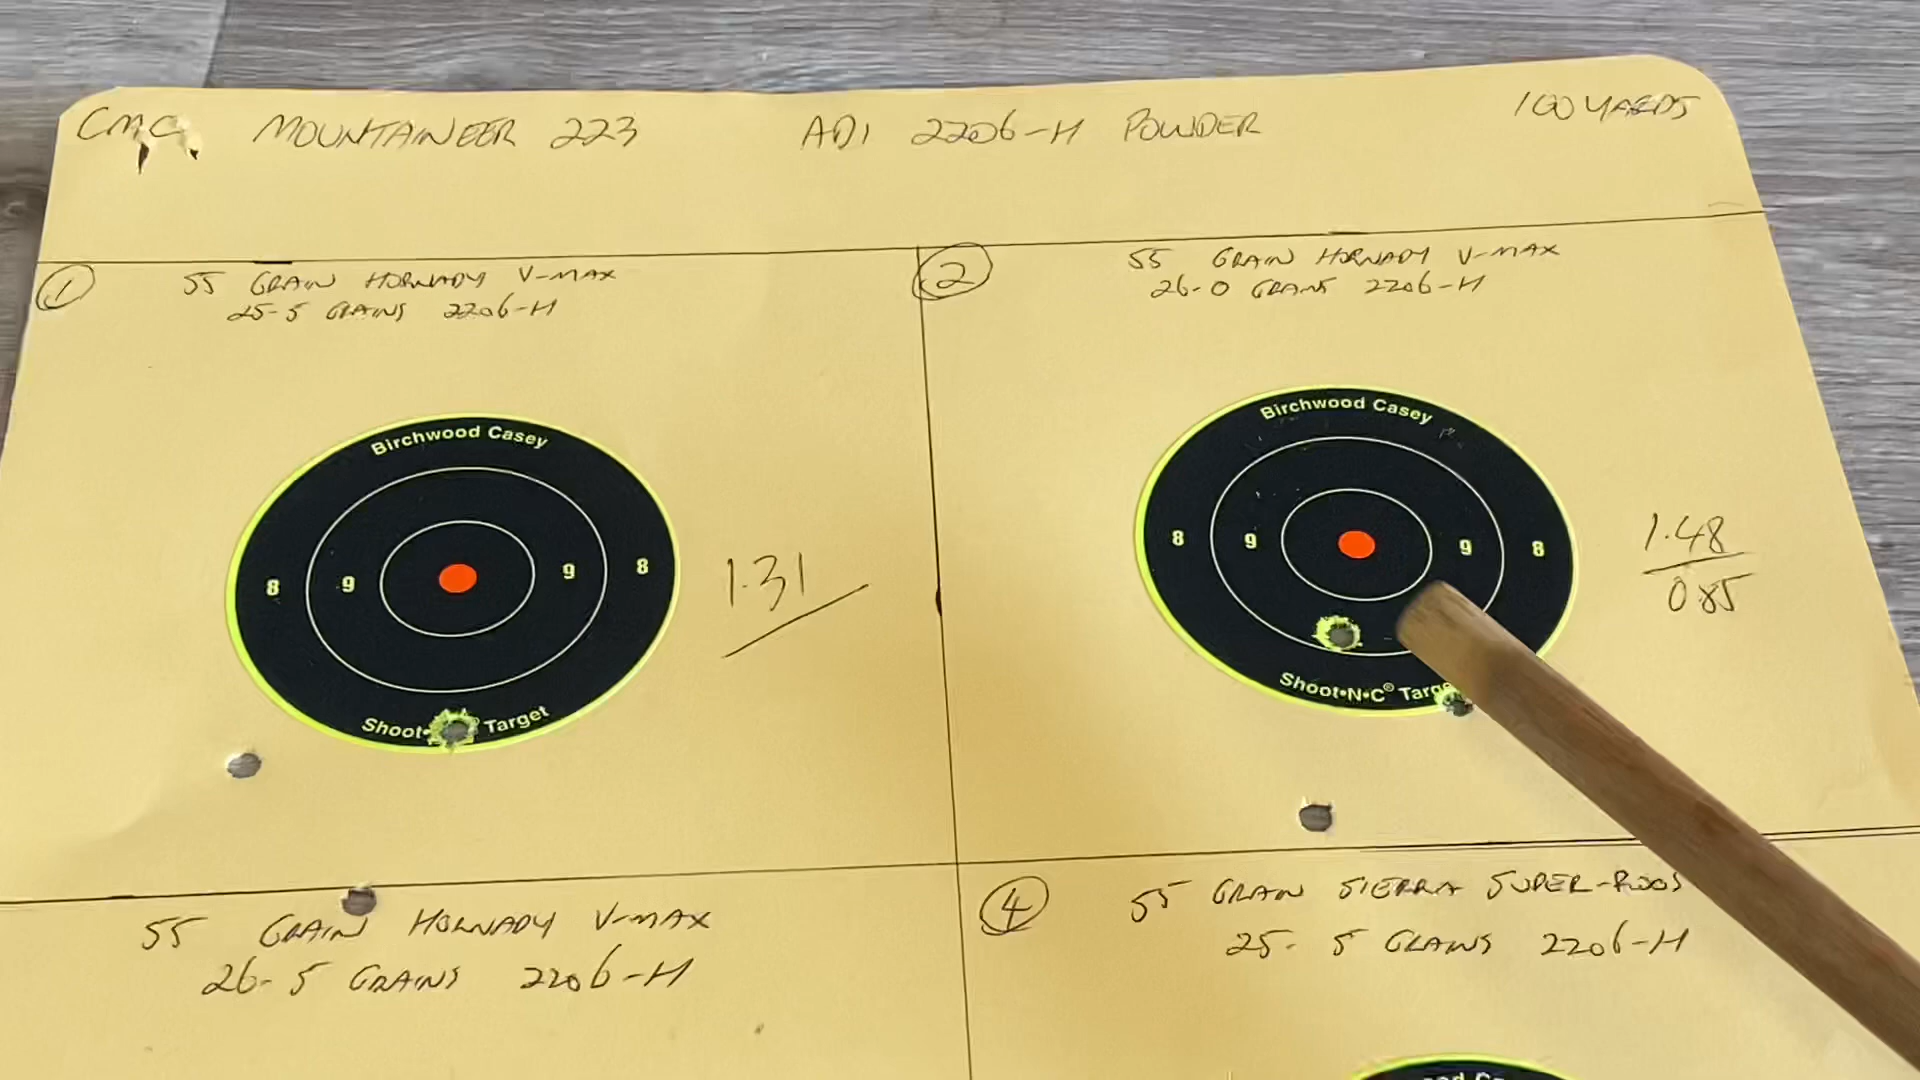 CMC MOUNTAINEER 223 ADI 2206-H POWDER 100 YARDS
1
55 GRAIN HORNADY V-MAX
25-5 GRAINS 2206-H
Birchwood Casey
8 9 9 8
Shoot Target
1.31
2
55 GRAIN HORNADY V-MAX
26-0 GRAINS 2206-H
Birchwood Casey
8 9 9 8
Shoot•N•C® Targe
1.48
0.85
55 GRAIN HORNADY V-MAX
26-5 GRAINS 2206-H
4
55 GRAIN SIERRA SUPER-ROOS
25-5 GRAINS 2206-H